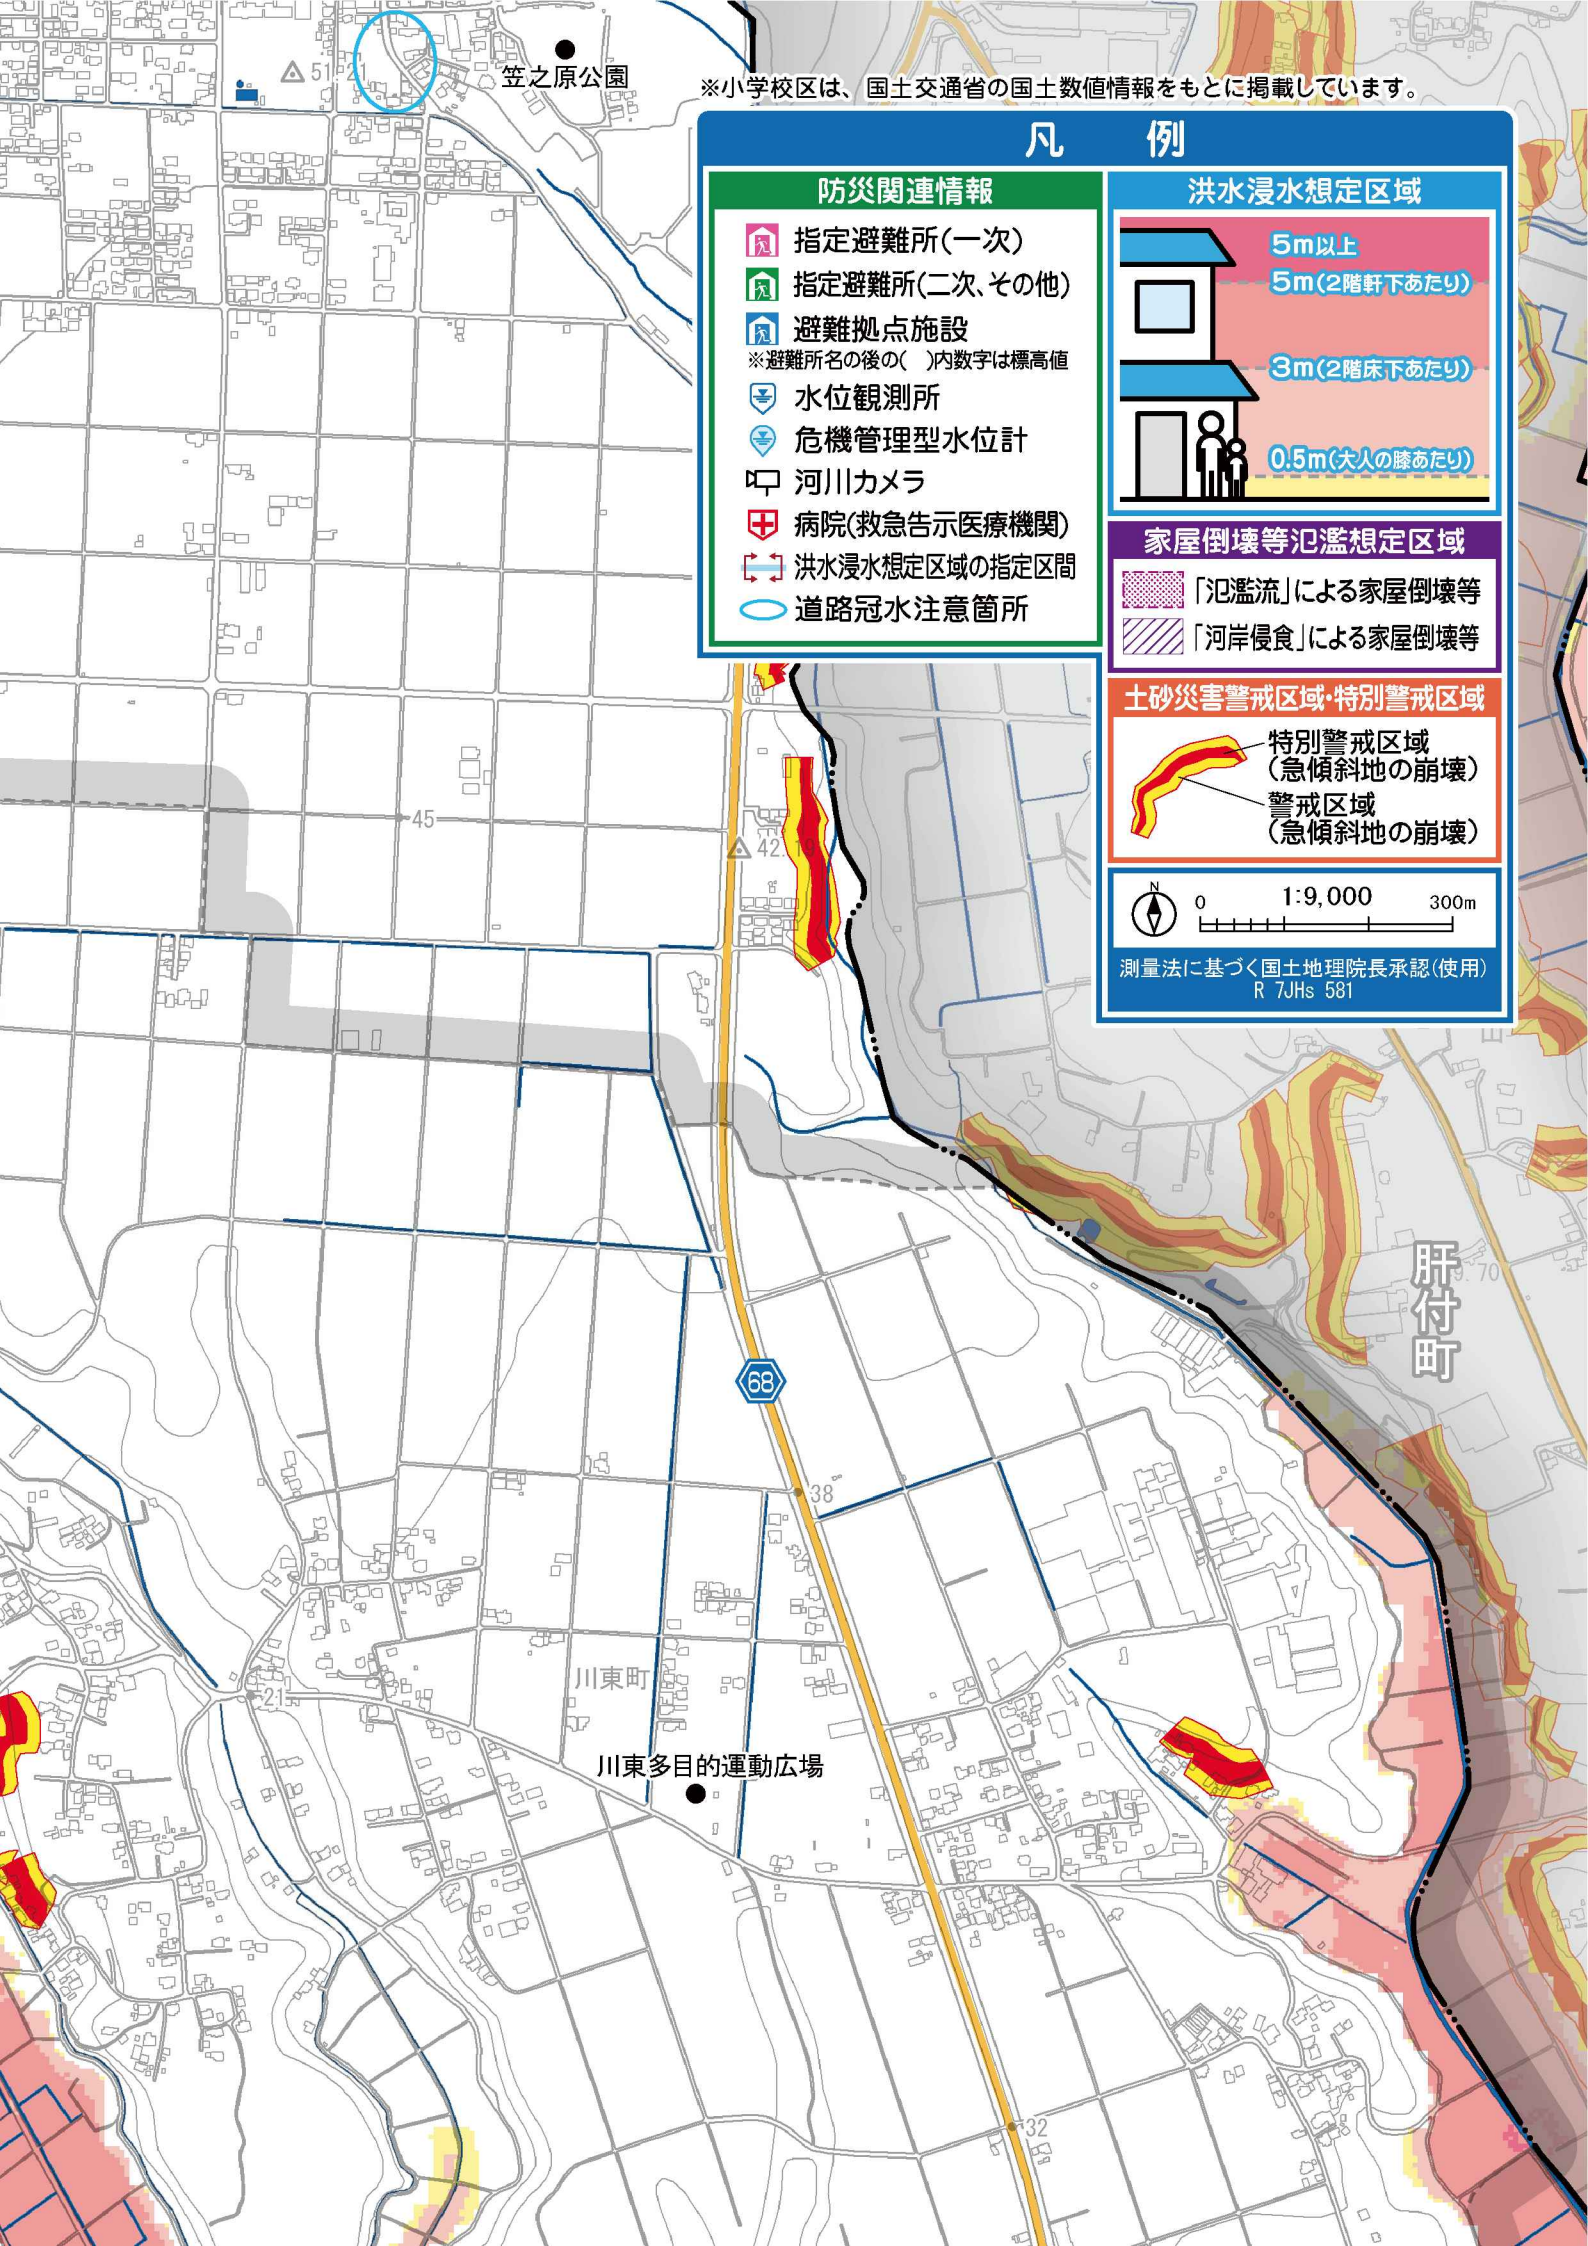 51.21
笠之原公園
※小学校区は、国土交通省の国土数値情報をもとに掲載しています。
凡 例
防災関連情報
指定避難所(一次)
指定避難所(二次、その他)
避難拠点施設
※避難所名の後の( )内数字は標高値
水位観測所
危機管理型水位計
河川カメラ
病院(救急告示医療機関)
洪水浸水想定区域の指定区間
道路冠水注意箇所
洪水浸水想定区域
5m以上
5m(2階軒下あたり)
3m(2階床下あたり)
0.5m(大人の膝あたり)
家屋倒壊等氾濫想定区域
「氾濫流」による家屋倒壊等
「河岸侵食」による家屋倒壊等
土砂災害警戒区域・特別警戒区域
特別警戒区域
(急傾斜地の崩壊)
警戒区域
(急傾斜地の崩壊)
N
0 1:9,000 300m
測量法に基づく国土地理院長承認(使用)
R 7JHs 581
45
42.19
肝付町
9.70
68
38
川東町
21
川東多目的運動広場
32